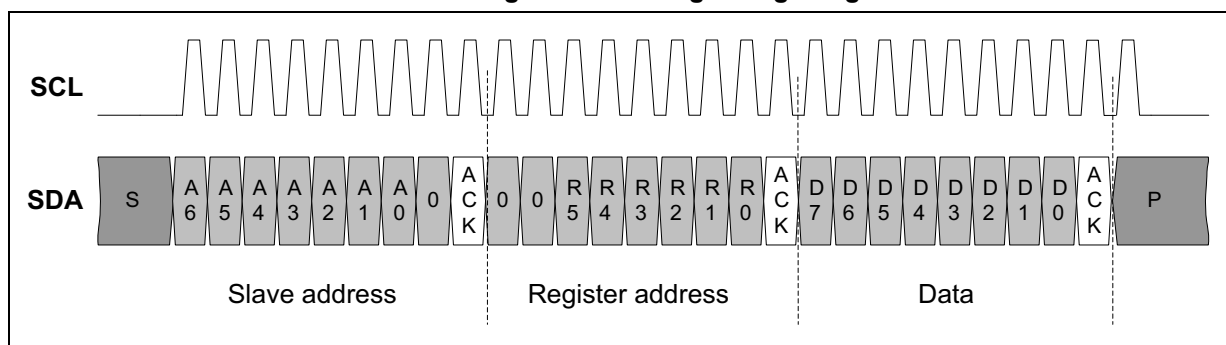 SCL
SDA S A6 A5 A4 A3 A2 A1 A0 0 ACK 0 0 R5 R4 R3 R2 R1 R0 ACK D7 D6 D5 D4 D3 D2 D1 D0 ACK P
Slave address Register address Data